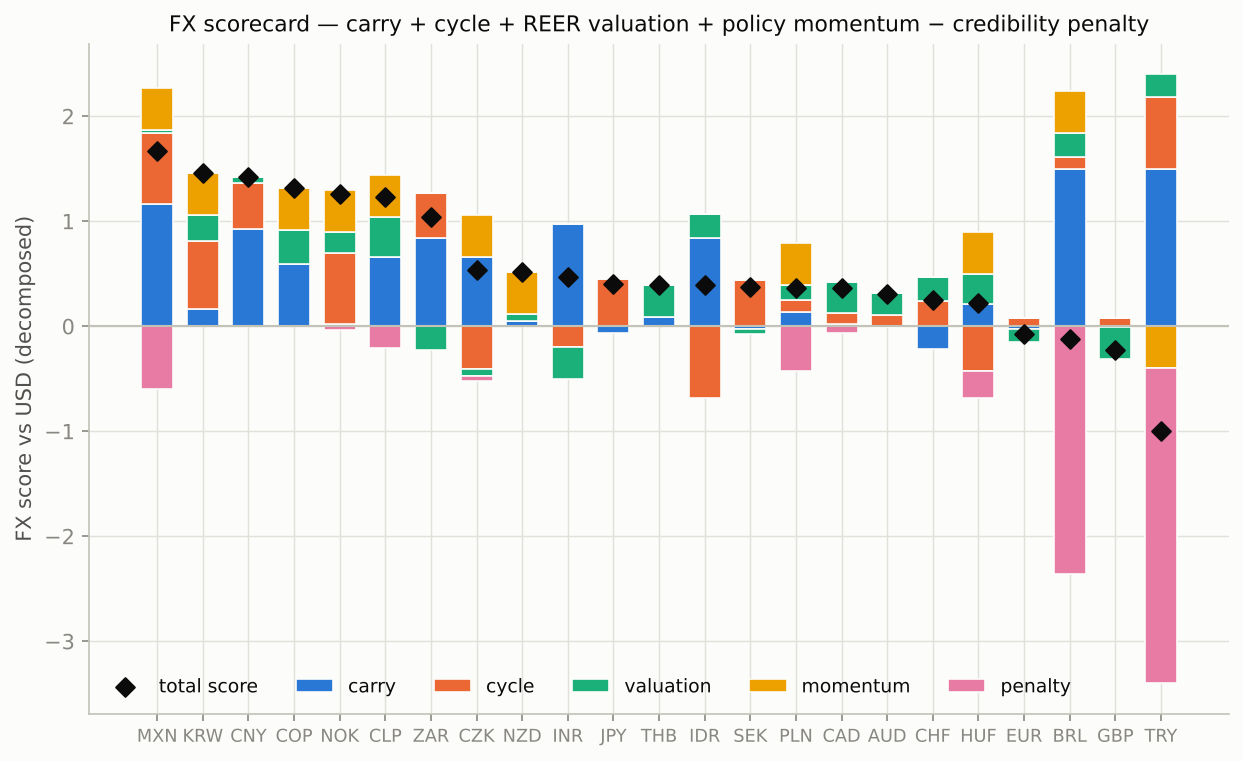 FX scorecard — carry + cycle + REER valuation + policy momentum − credibility penalty
FX score vs USD (decomposed)
2
1
0
−1
−2
−3
total score carry cycle valuation momentum penalty
MXN KRW CNY COP NOK CLP ZAR CZK NZD INR JPY THB IDR SEK PLN CAD AUD CHF HUF EUR BRL GBP TRY